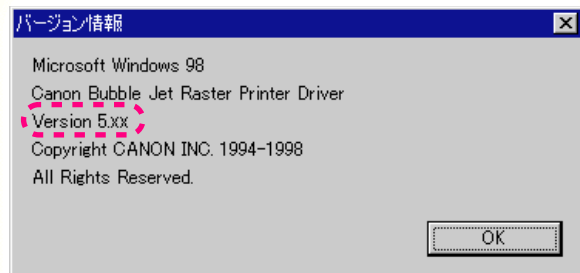 バージョン情報
Microsoft Windows 98
Canon Bubble Jet Raster Printer Driver
Version 5.xx
Copyright CANON INC. 1994-1998
All Rights Reserved.
OK